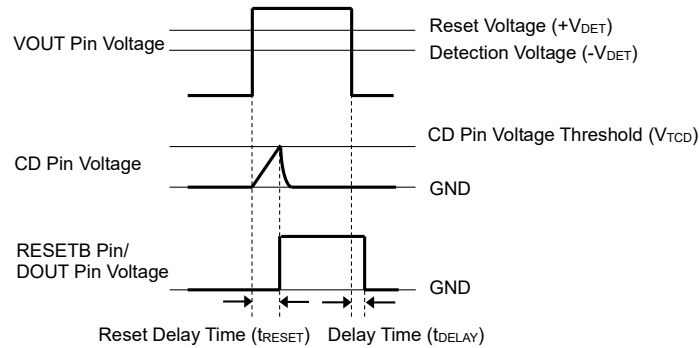 Reset Voltage (+VDET)
VOUT Pin Voltage
Detection Voltage (-VDET)
CD Pin Voltage Threshold (VTCD)
CD Pin Voltage
GND
RESETB Pin/
DOUT Pin Voltage
GND
Reset Delay Time (tRESET) Delay Time (tDELAY)